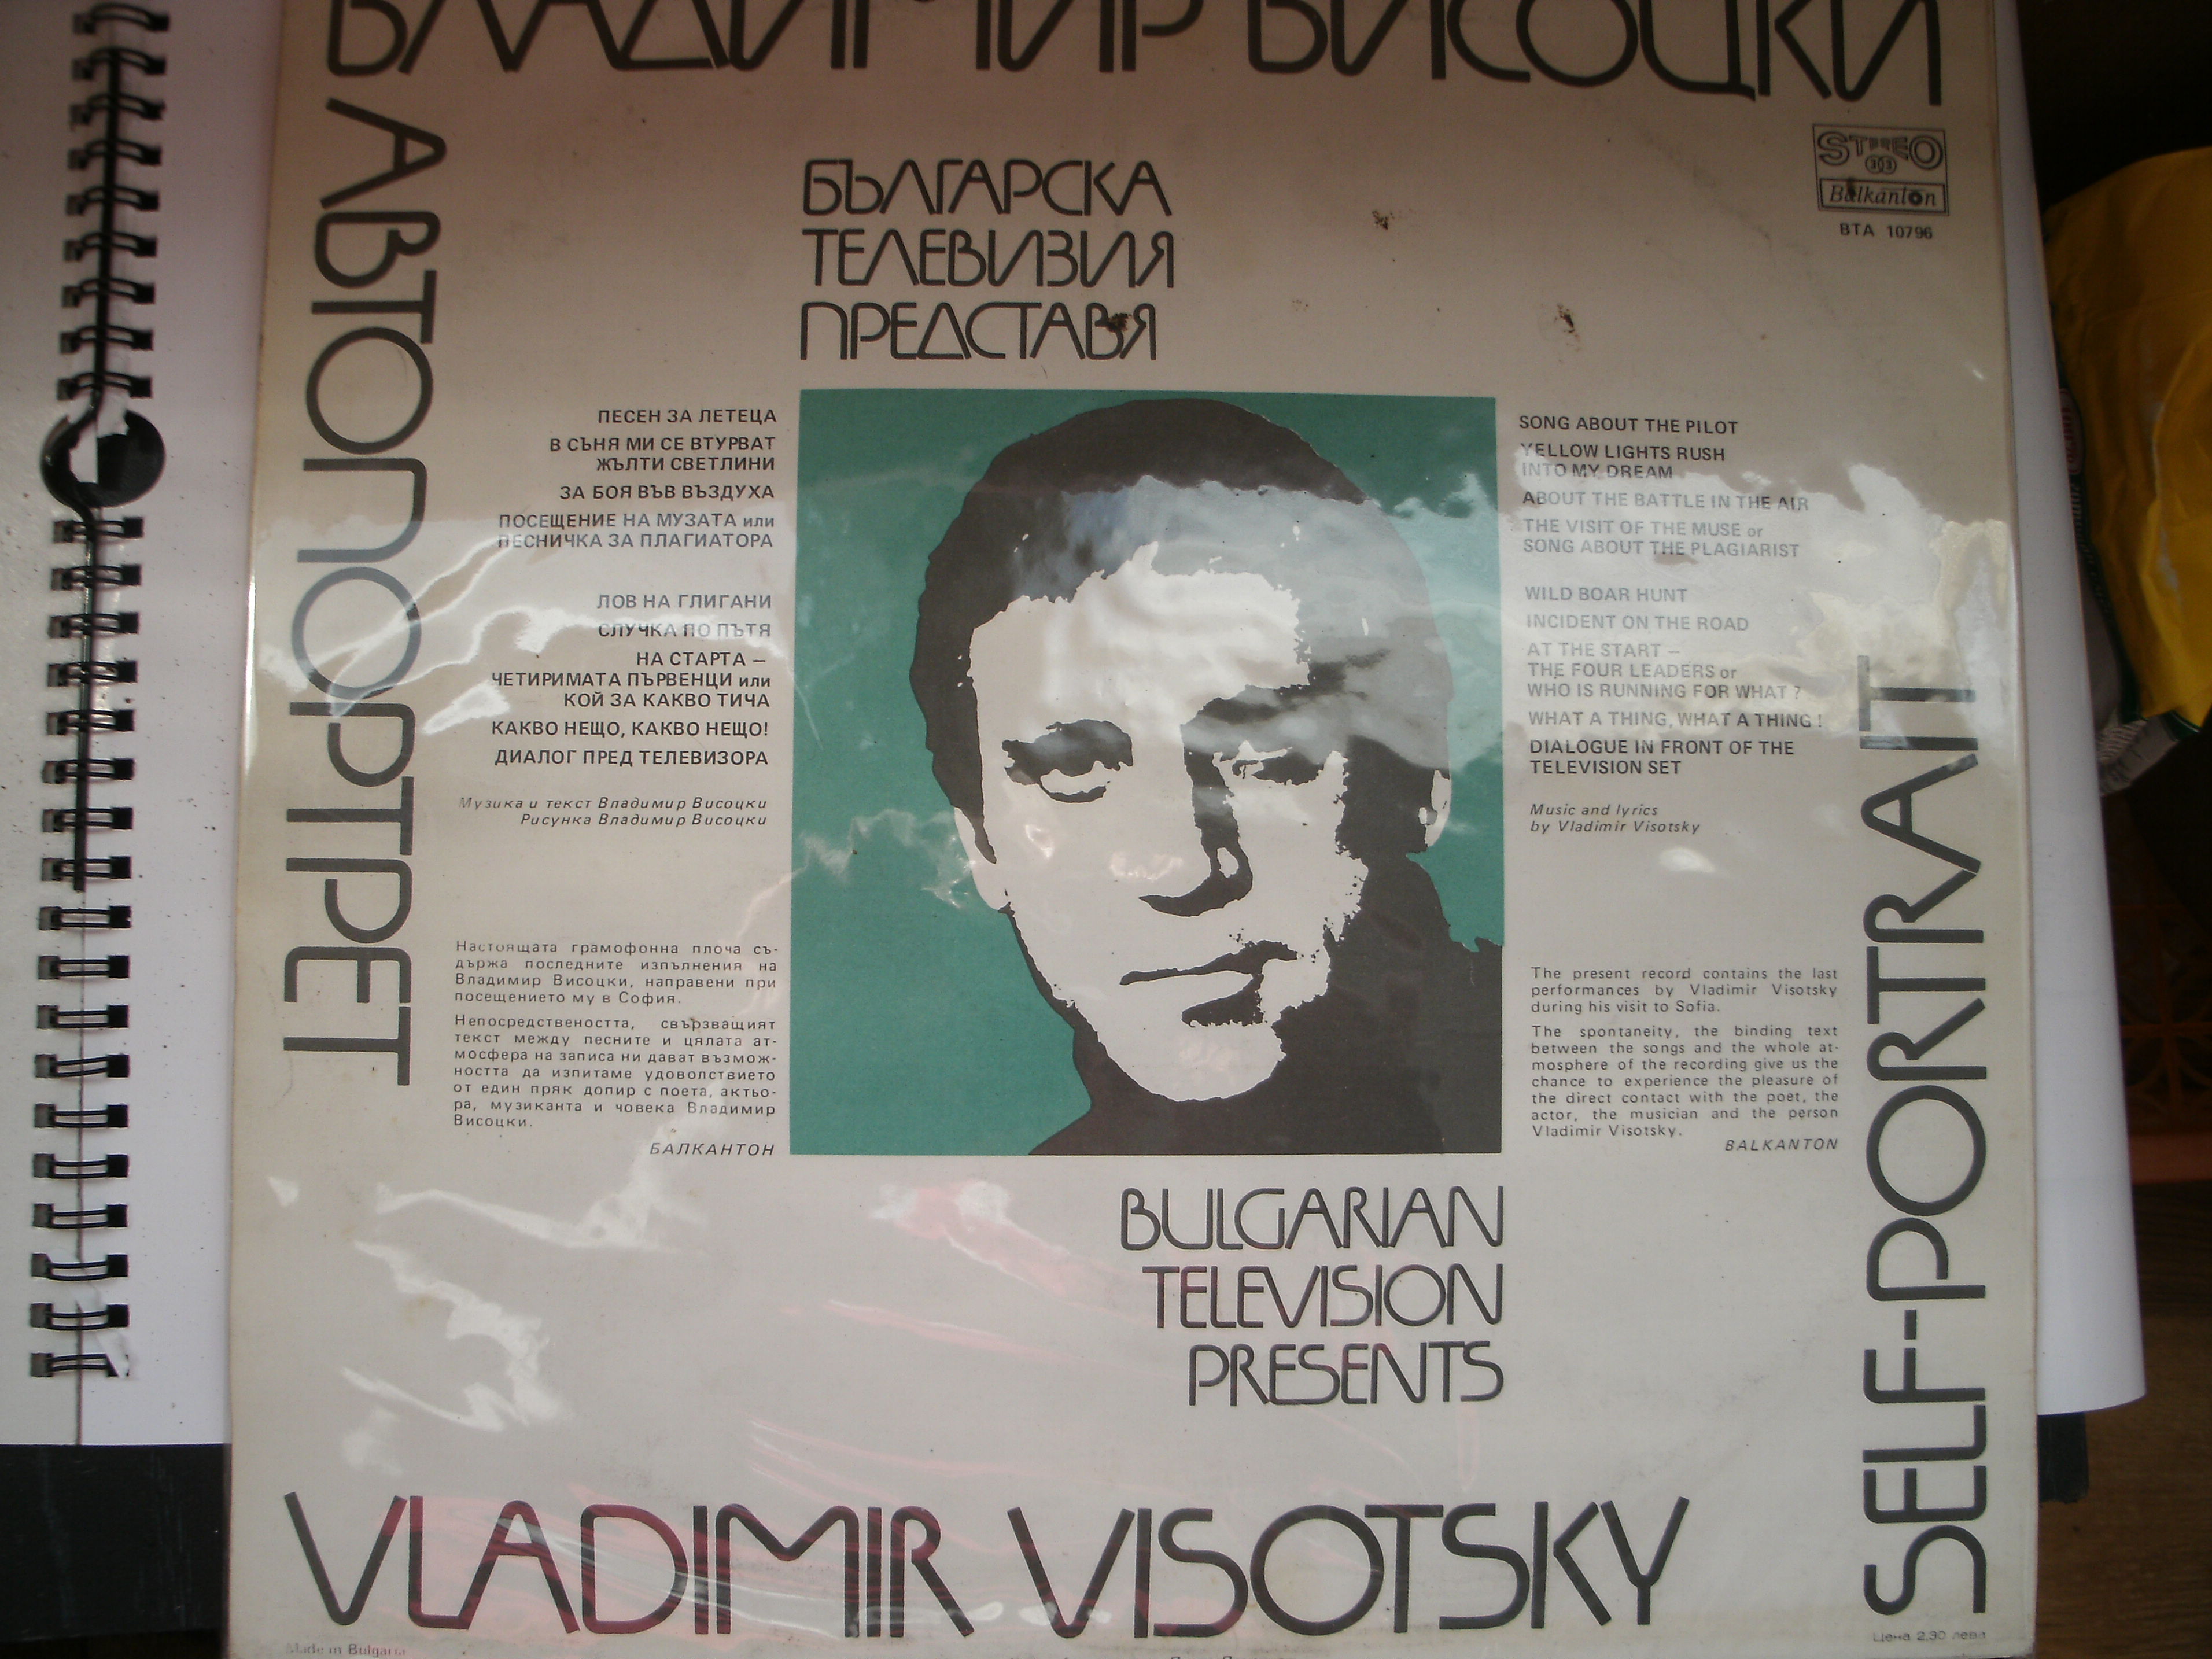 ВЛАДИМИР ВИСОЦКИ
АВТОПОРТРЕТ
STEREO
303
Balkanton
ВТА 10796
БЪЛГАРСКА
ТЕЛЕВИЗИЯ
ПРЕДСТАВЯ
ПЕСЕН ЗА ЛЕТЕЦА
В СЪНЯ МИ СЕ ВТУРВАТ
ЖЪЛТИ СВЕТЛИНИ
ЗА БОЯ ВЪВ ВЪЗДУХА
ПОСЕЩЕНИЕ НА МУЗАТА или
ПЕСНИЧКА ЗА ПЛАГИАТОРА
ЛОВ НА ГЛИГАНИ
СЛУЧКА ПО ПЪТЯ
НА СТАРТА –
ЧЕТИРИМАТА ПЪРВЕНЦИ или
КОЙ ЗА КАКВО ТИЧА
КАКВО НЕЩО, КАКВО НЕЩО!
ДИАЛОГ ПРЕД ТЕЛЕВИЗОРА
Музика и текст Владимир Висоцки
Рисунка Владимир Висоцки
Настоящата грамофонна плоча съ-
държа последните изпълнения на
Владимир Висоцки, направени при
посещението му в София.
Непосредствеността, свързващият
текст между песните и цялата ат-
мосфера на записа ни дават възмож-
ността да изпитаме удоволствието
от един пряк допир с поета, актьо-
ра, музиканта и човека Владимир
Висоцки.
БАЛКАНТОН
SONG ABOUT THE PILOT
YELLOW LIGHTS RUSH
INTO MY DREAM
ABOUT THE BATTLE IN THE AIR
THE VISIT OF THE MUSE or
SONG ABOUT THE PLAGIARIST
WILD BOAR HUNT
INCIDENT ON THE ROAD
AT THE START –
THE FOUR LEADERS or
WHO IS RUNNING FOR WHAT ?
WHAT A THING, WHAT A THING !
DIALOGUE IN FRONT OF THE
TELEVISION SET
Music and lyrics
by Vladimir Visotsky
The present record contains the last
performances by Vladimir Visotsky
during his visit to Sofia.
The spontaneity, the binding text
between the songs and the whole at-
mosphere of the recording give us the
chance to experience the pleasure of
the direct contact with the poet, the
actor, the musician and the person
Vladimir Visotsky.
BALKANTON
SELF-PORTRAIT
BULGARIAN
TELEVISION
PRESENTS
VLADIMIR VISOTSKY
Made in Bulgaria
Цена 2,90 лева